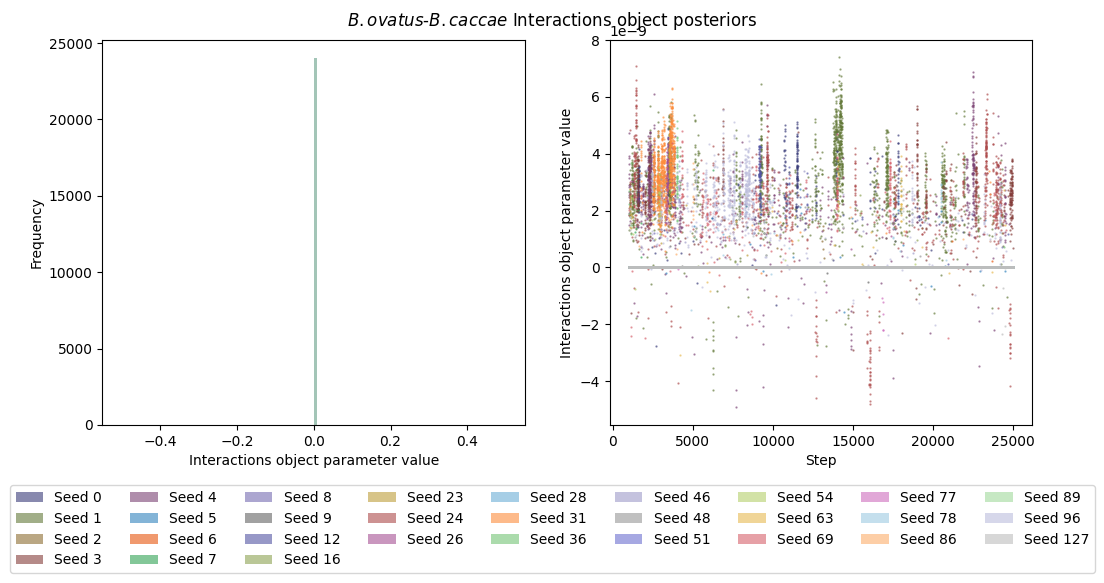 B.ovatus-B.caccae Interactions object posteriors
25000
20000
15000
10000
5000
0
Frequency
−0.4 −0.2 0.0 0.2 0.4
Interactions object parameter value
1e−9
8
6
4
2
0
−2
−4
Interactions object parameter value
0 5000 10000 15000 20000 25000
Step
Seed 0 Seed 4 Seed 8 Seed 23 Seed 28 Seed 46 Seed 54 Seed 77 Seed 89
Seed 1 Seed 5 Seed 9 Seed 24 Seed 31 Seed 48 Seed 63 Seed 78 Seed 96
Seed 2 Seed 6 Seed 12 Seed 26 Seed 36 Seed 51 Seed 69 Seed 86 Seed 127
Seed 3 Seed 7 Seed 16